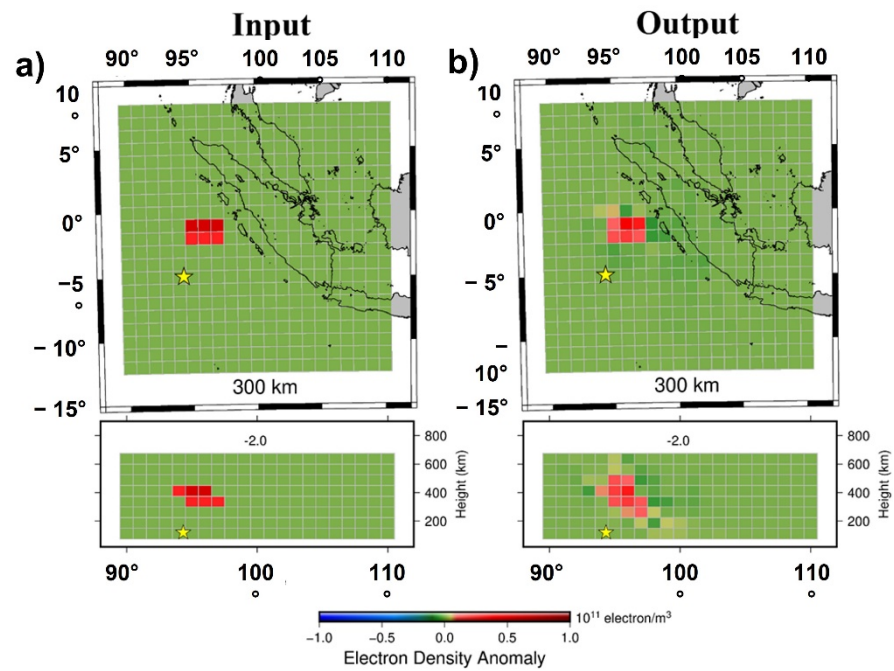 Input Output
90° 95° 100 105 110 90° 95° 100 105 110
a) b)
10 ° 10 °
5° 5°
0° 0°
−5 ° −5°
− 10° − 10°
300 km 300 km
− 15° − 15°
-2.0 -2.0
800 600 400 200 Height (km) 800 600 400 200 Height (km)
90° 100 ° 110 ° 90° 100 ° 110 °
−1.0 −0.5 0.0 0.5 1.0 10¹¹ electron/m³
Electron Density Anomaly